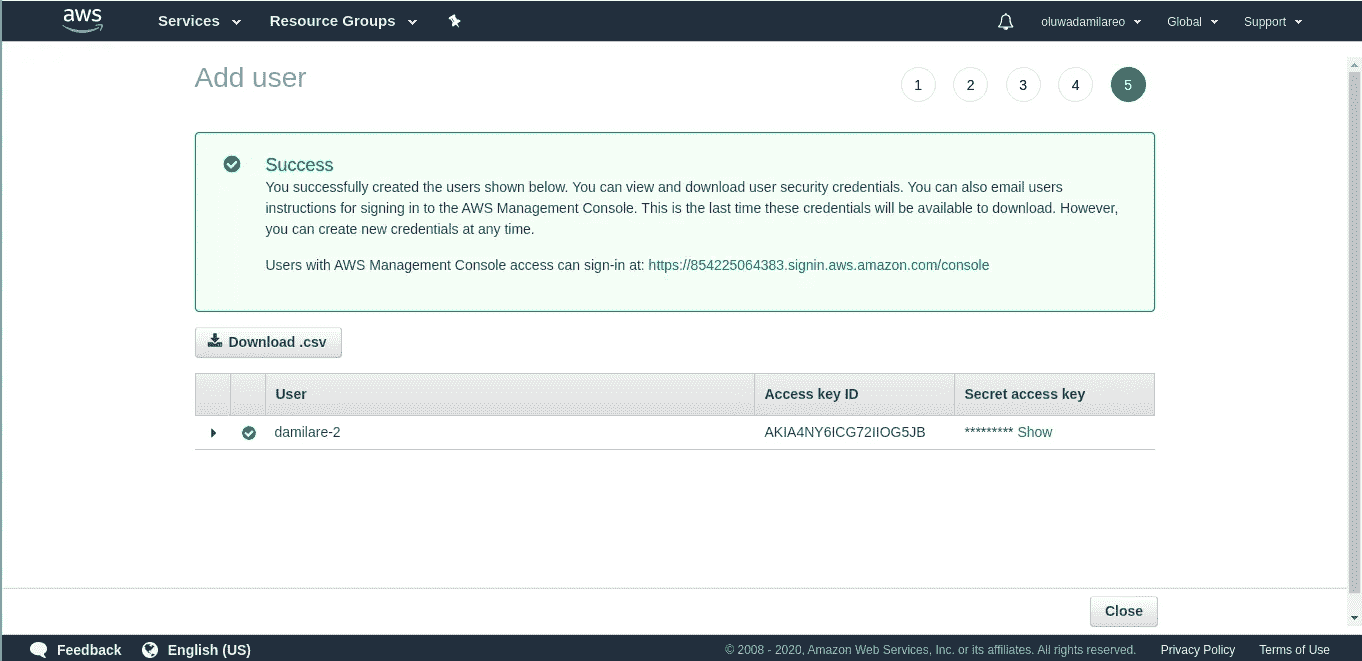 aws Services Resource Groups oluwadamilareo Global Support
Add user 1 2 3 4 5
Success
You successfully created the users shown below. You can view and download user security credentials. You can also email users
instructions for signing in to the AWS Management Console. This is the last time these credentials will be available to download. However,
you can create new credentials at any time.
Users with AWS Management Console access can sign-in at: https://854225064383.signin.aws.amazon.com/console
Download .csv
User Access key ID Secret access key
damilare-2 AKIA4NY6ICG72IIOG5JB ********* Show
Close
Feedback English (US) © 2008 - 2020, Amazon Web Services, Inc. or its affiliates. All rights reserved. Privacy Policy Terms of Use